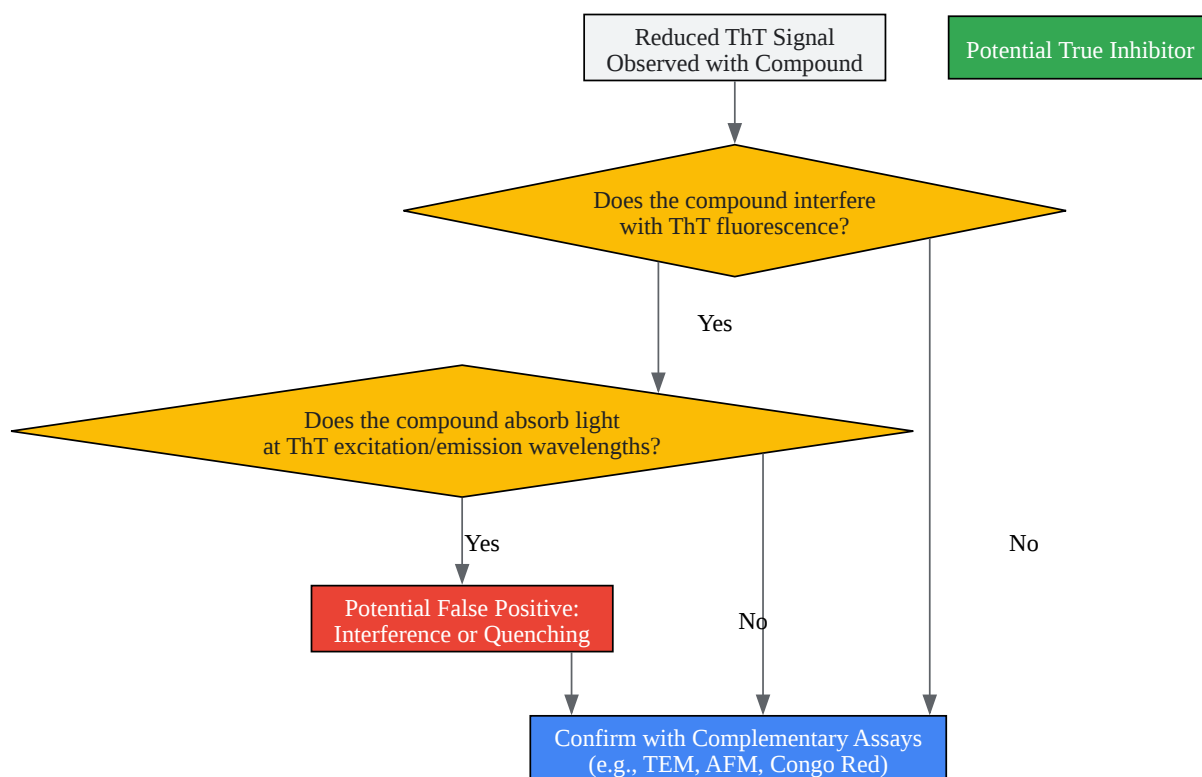 Reduced ThT Signal
Observed with Compound
Potential True Inhibitor
Does the compound interfere
with ThT fluorescence?
Yes
Does the compound absorb light
at ThT excitation/emission wavelengths?
Yes
No
Potential False Positive:
Interference or Quenching
No
Confirm with Complementary Assays
(e.g., TEM, AFM, Congo Red)